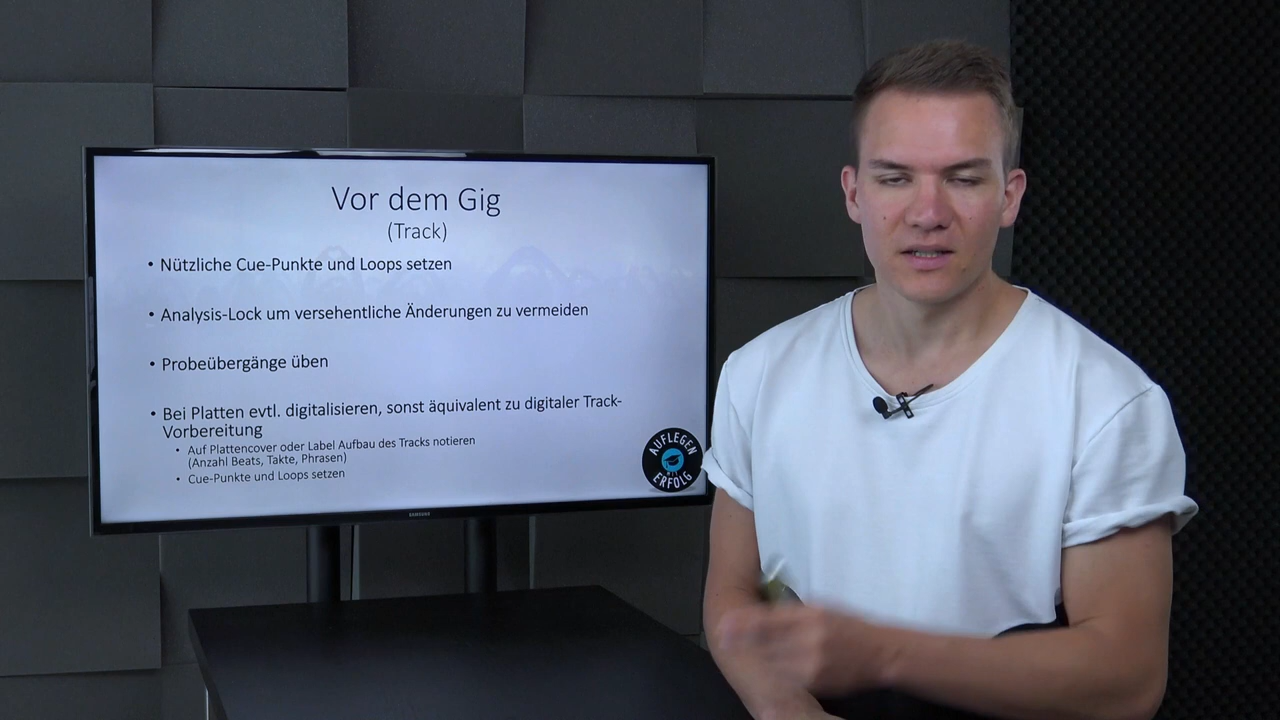 Vor dem Gig
(Track)
• Nützliche Cue-Punkte und Loops setzen
• Analysis-Lock um versehentliche Änderungen zu vermeiden
• Probeübergänge üben
• Bei Platten evtl. digitalisieren, sonst äquivalent zu digitaler Track-
Vorbereitung
• Auf Plattencover oder Label Aufbau des Tracks notieren
(Anzahl Beats, Takte, Phrasen)
• Cue-Punkte und Loops setzen
AUFLEGEN
MIT
ERFOLG
SAMSUNG